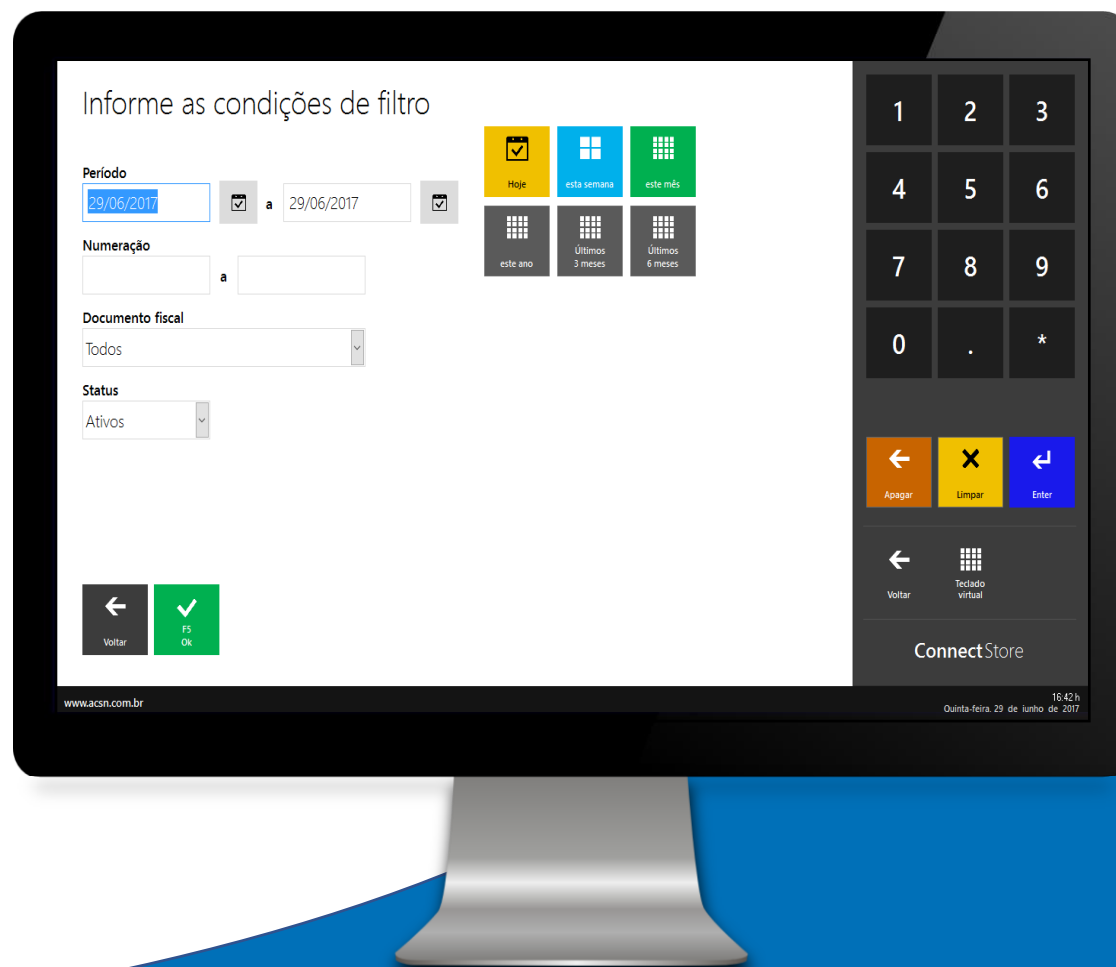 Informe as condições de filtro
Período
29/06/2017
a
29/06/2017
Numeração
a
Documento fiscal
Todos
Status
Ativos
Hoje
esta semana
este mês
este ano
Últimos
3 meses
Últimos
6 meses
Voltar
F5
Ok
1 2 3
4 5 6
7 8 9
0 . *
Apagar
Limpar
Enter
Voltar
Teclado
virtual
ConnectStore
www.acsn.com.br
16:42 h
Quinta-feira, 29 de junho de 2017